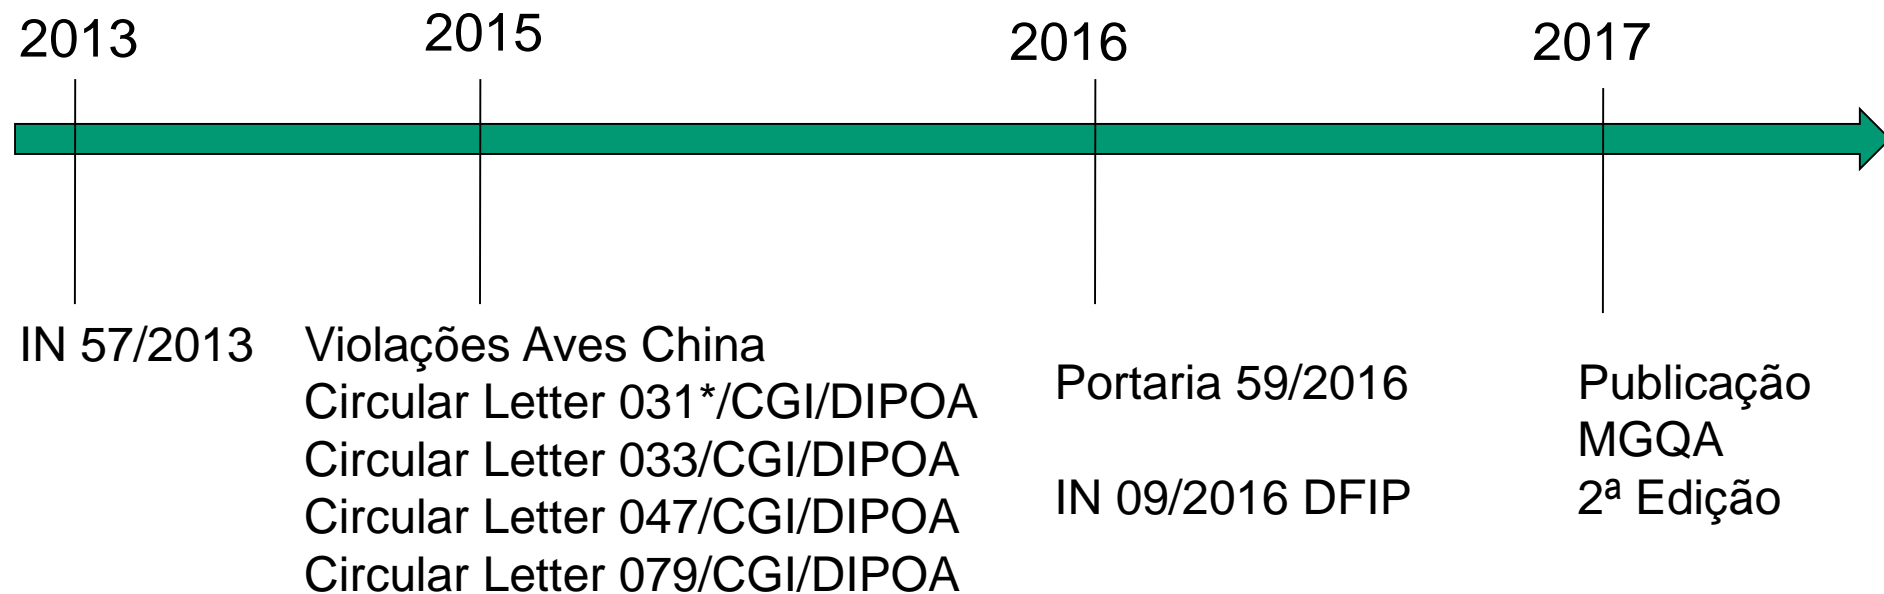 2013
2015
2016
2017
IN 57/2013
Violações Aves China
Circular Letter 031*/CGI/DIPOA
Circular Letter 033/CGI/DIPOA
Circular Letter 047/CGI/DIPOA
Circular Letter 079/CGI/DIPOA
Portaria 59/2016
IN 09/2016 DFIP
Publicação
MGQA
2ª Edição